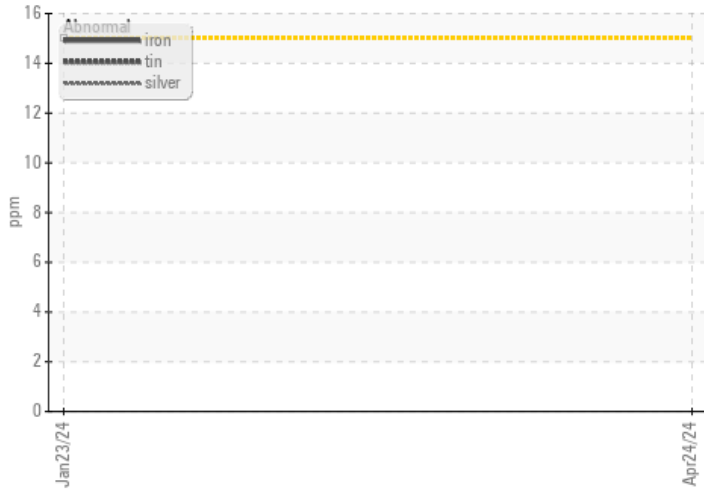 16
14
12
10
8
6
4
2
0
ppm
Abnormal
iron
tin
silver
Jan23/24
Apr24/24